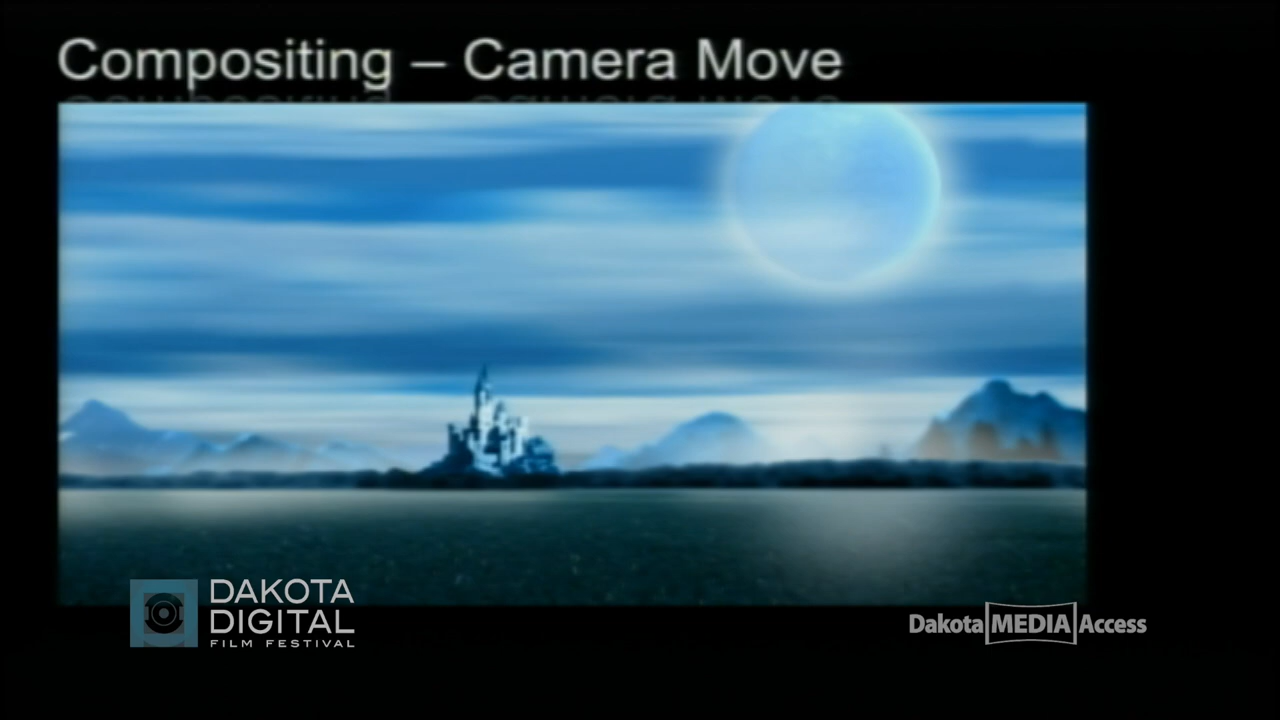 Compositing – Camera Move
DAKOTA
DIGITAL
FILM FESTIVAL
Dakota MEDIA Access